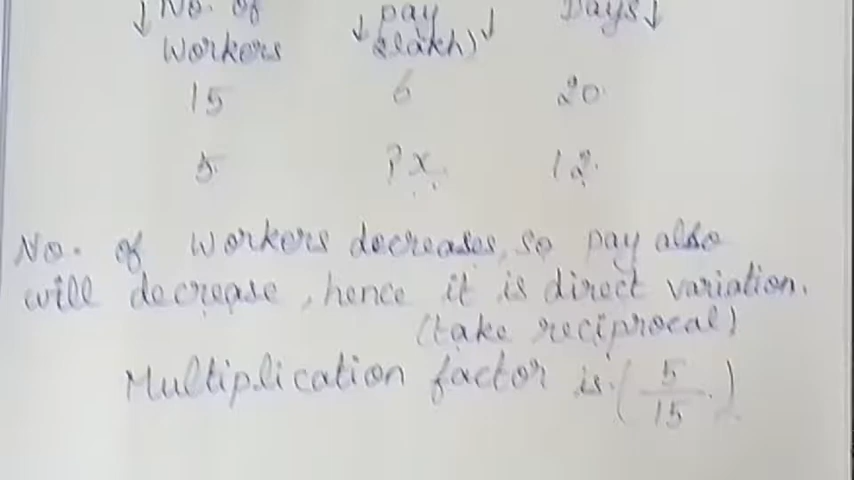 ↓ No. of ↓ pay ↓ Days ↓
workers (lakh)
15 6 20
5 ? x 12
No. of workers decreases, so pay also
will decrease, hence it is direct variation.
(take reciprocal)
Multiplication factor is (5/15)